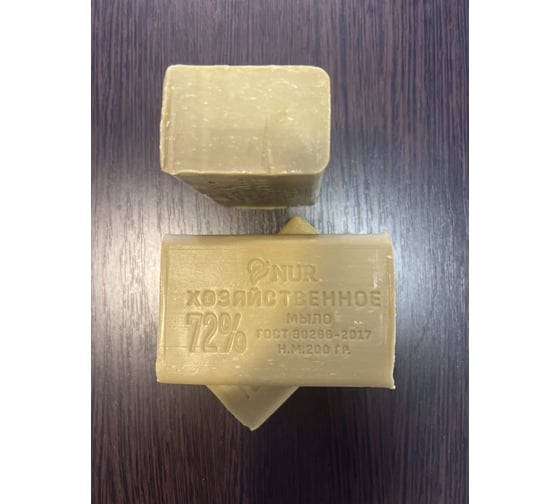 NUR
ХОЗЯЙСТВЕННОЕ
МЫЛО
72%
ГОСТ 30266-2017
Н.М.200 ГР.